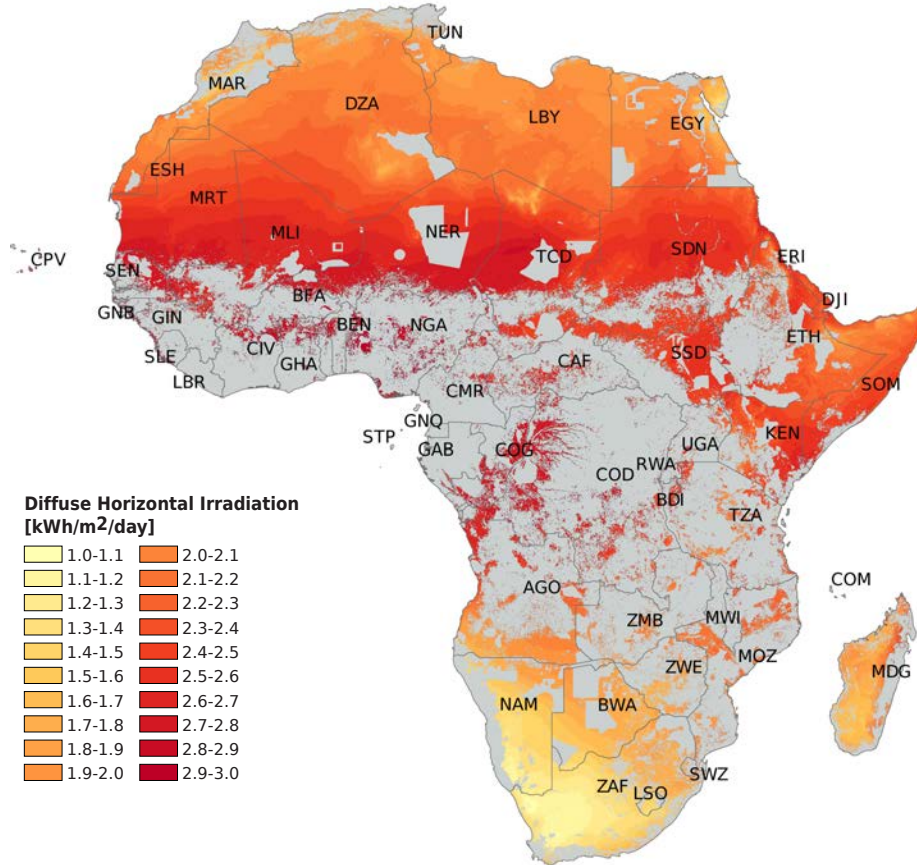 TUN
MAR
DZA
LBY
EGY
ESH
MRT
MLI
NER
TCD
SDN
CPV
ERI
SEN
DJI
BFA
GNB
GIN
BEN
NGA
ETH
SLE
CIV
GHA
CAF
SSD
LBR
CMR
SOM
GNQ
STP
GAB
COG
UGA
KEN
COD
RWA
BDI
TZA
Diffuse Horizontal Irradiation
[kWh/m2/day]
1.0-1.1 2.0-2.1
1.1-1.2 2.1-2.2
1.2-1.3 2.2-2.3
1.3-1.4 2.3-2.4
1.4-1.5 2.4-2.5
1.5-1.6 2.5-2.6
1.6-1.7 2.6-2.7
1.7-1.8 2.7-2.8
1.8-1.9 2.8-2.9
1.9-2.0 2.9-3.0
AGO
COM
ZMB
MWI
MOZ
ZWE
MDG
NAM
BWA
SWZ
ZAF
LSO